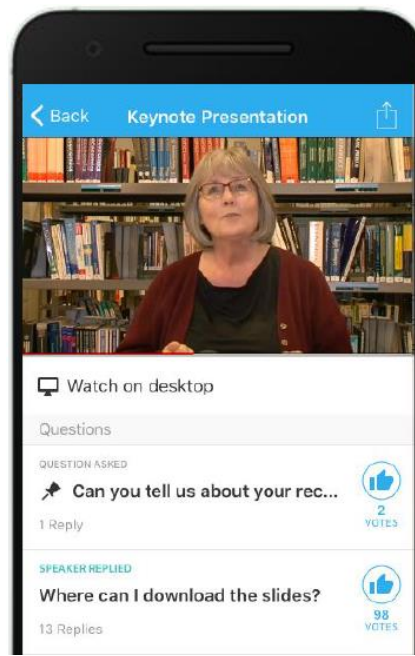 Back Keynote Presentation
Watch on desktop
Questions
QUESTION ASKED
Can you tell us about your rec...
1 Reply
2
VOTES
SPEAKER REPLIED
Where can I download the slides?
13 Replies
98
VOTES